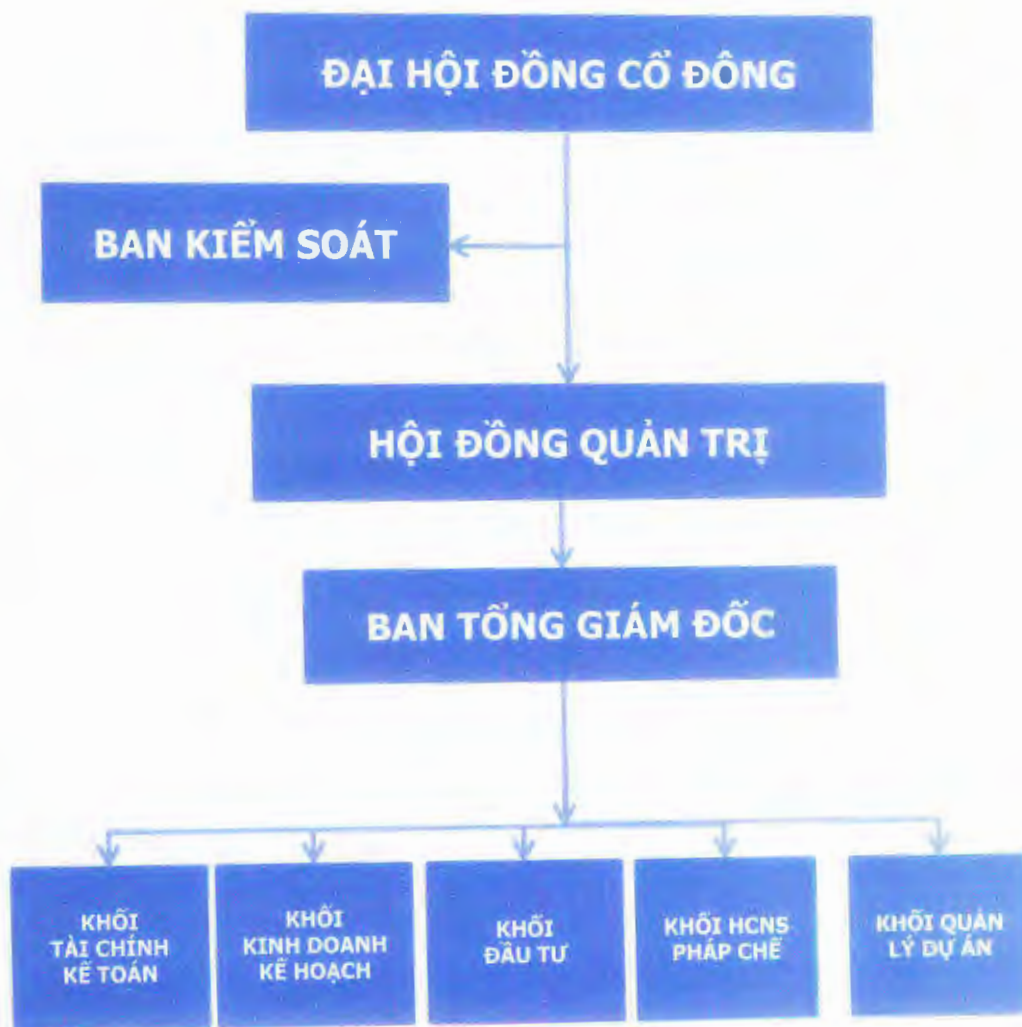 ĐẠI HỘI ĐỒNG CỔ ĐÔNG
BAN KIỂM SOÁT
HỘI ĐỒNG QUẢN TRỊ
BAN TỔNG GIÁM ĐỐC
KHỐI
TÀI CHÍNH
KẾ TOÁN
KHỐI
KINH DOANH
KẾ HOẠCH
KHỐI
ĐẦU TƯ
KHỐI HCNS
PHÁP CHẾ
KHỐI QUẢN
LÝ DỰ ÁN